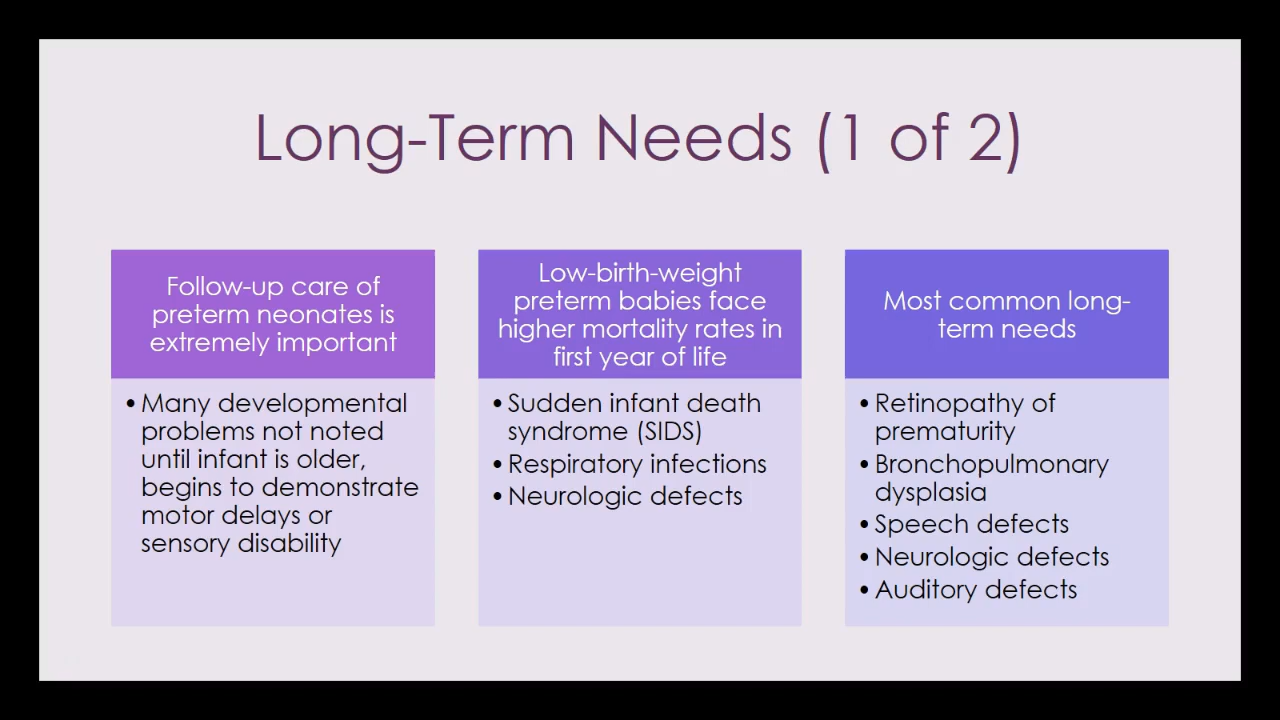 Long-Term Needs (1 of 2)
Follow-up care of
preterm neonates is
extremely important
• Many developmental
problems not noted
until infant is older,
begins to demonstrate
motor delays or
sensory disability
Low-birth-weight
preterm babies face
higher mortality rates in
first year of life
• Sudden infant death
syndrome (SIDS)
• Respiratory infections
• Neurologic defects
Most common long-
term needs
• Retinopathy of
prematurity
• Bronchopulmonary
dysplasia
• Speech defects
• Neurologic defects
• Auditory defects